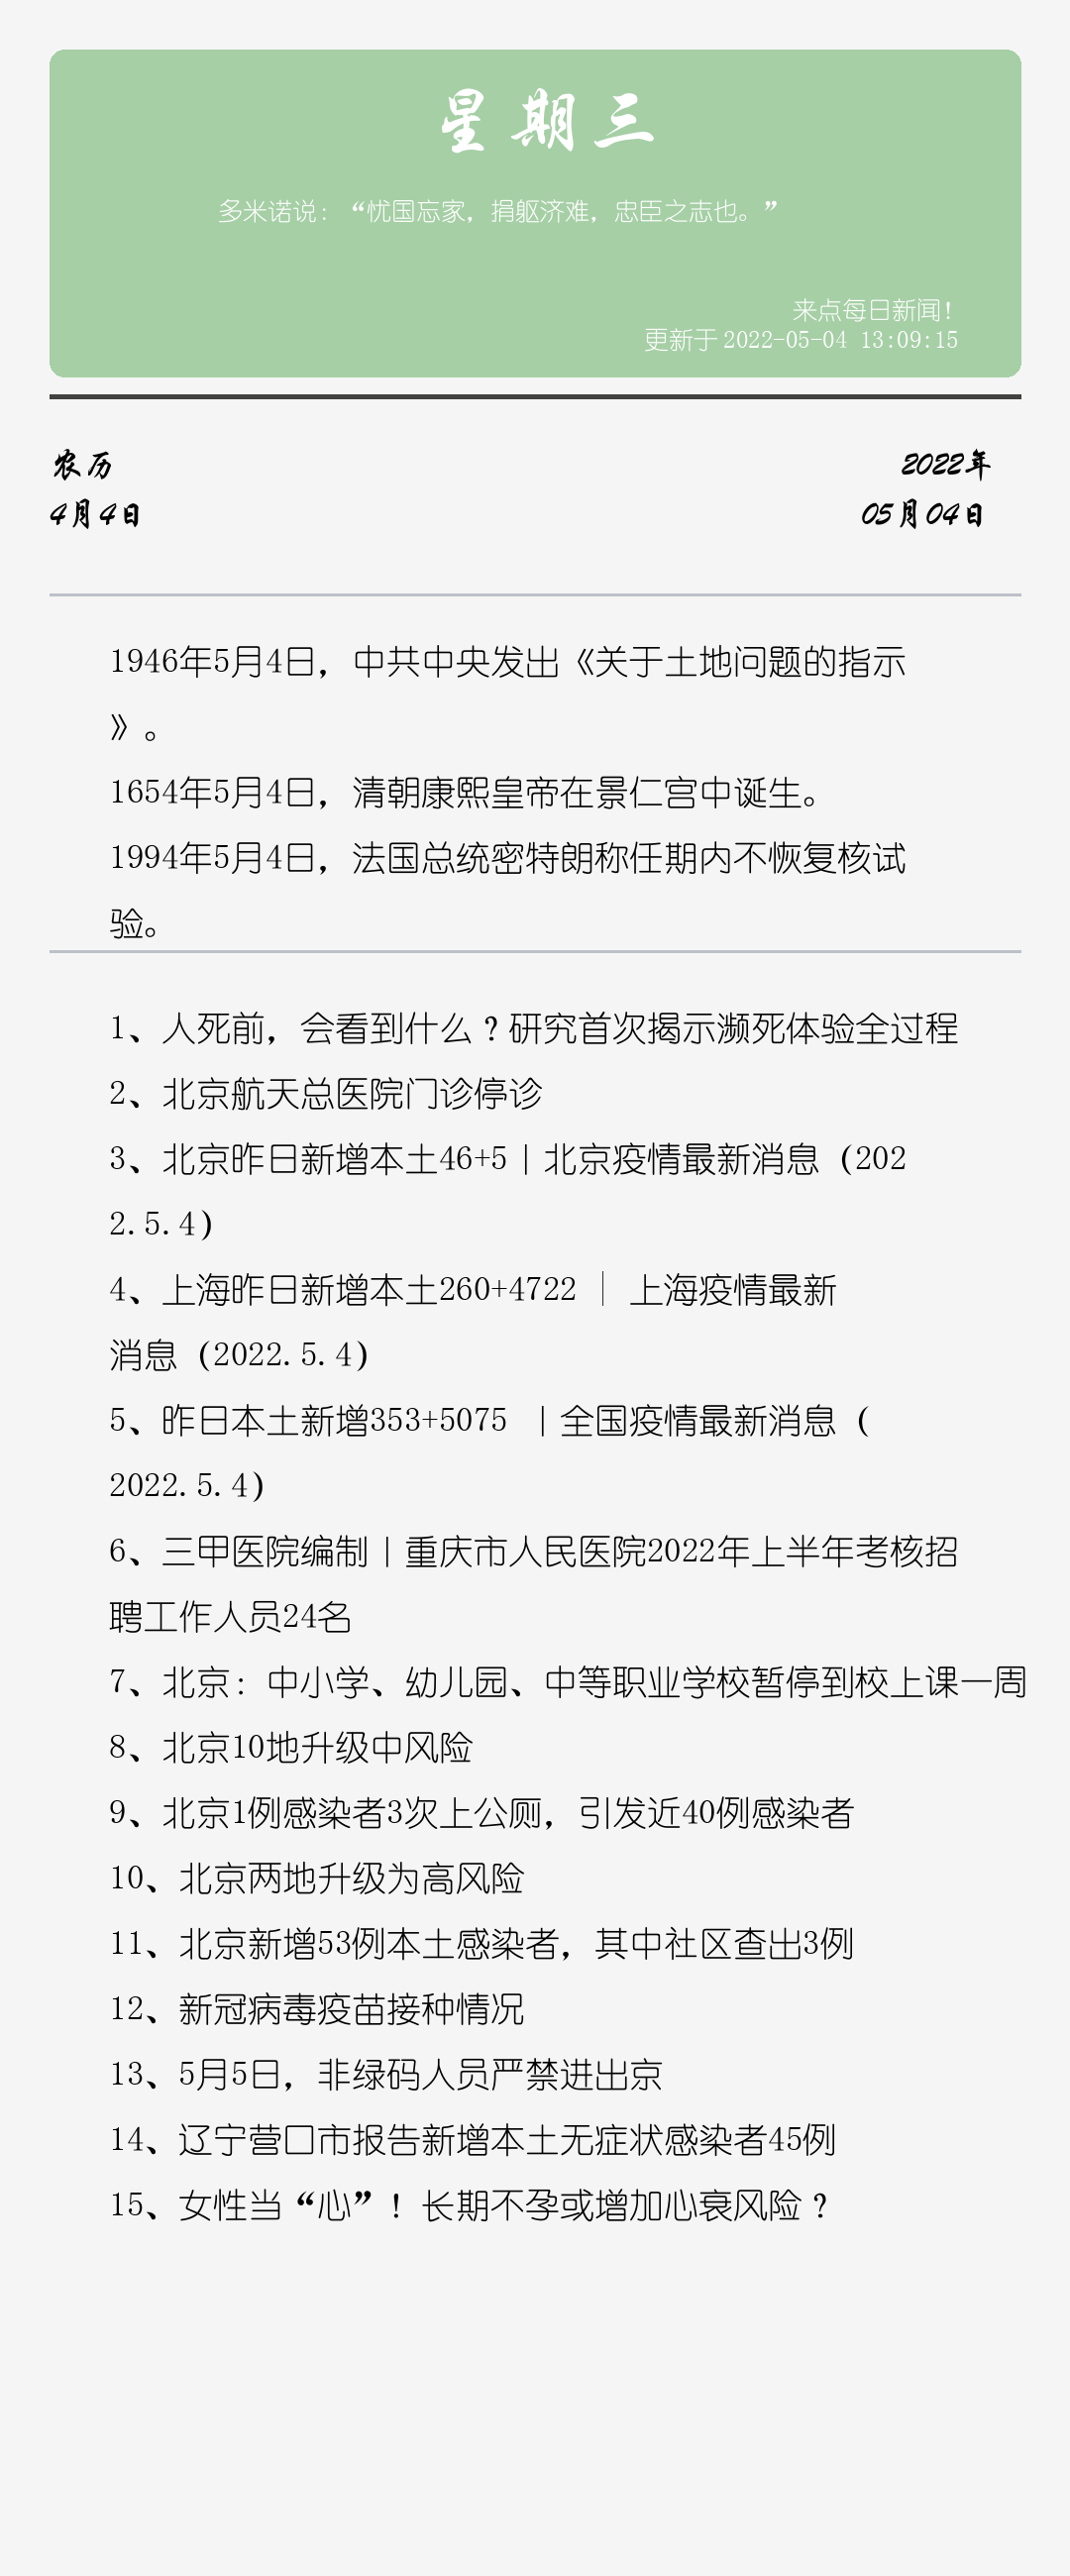 星期三
多米诺说：“忧国忘家，捐躯济难，忠臣之志也。”
来点每日新闻！
更新于 2022-05-04 13:09:15
农历
2022年
4月4日
05月04日
1946年5月4日，中共中央发出《关于土地问题的指示
》。
1654年5月4日，清朝康熙皇帝在景仁宫中诞生。
1994年5月4日，法国总统密特朗称任期内不恢复核试
验。
1、人死前，会看到什么？研究首次揭示濒死体验全过程
2、北京航天总医院门诊停诊
3、北京昨日新增本土46+5丨北京疫情最新消息（202
2.5.4）
4、上海昨日新增本土260+4722 │ 上海疫情最新
消息（2022.5.4）
5、昨日本土新增353+5075 丨全国疫情最新消息（
2022.5.4）
6、三甲医院编制丨重庆市人民医院2022年上半年考核招
聘工作人员24名
7、北京：中小学、幼儿园、中等职业学校暂停到校上课一周
8、北京10地升级中风险
9、北京1例感染者3次上公厕，引发近40例感染者
10、北京两地升级为高风险
11、北京新增53例本土感染者，其中社区查出3例
12、新冠病毒疫苗接种情况
13、5月5日，非绿码人员严禁进出京
14、辽宁营口市报告新增本土无症状感染者45例
15、女性当“心”！长期不孕或增加心衰风险？